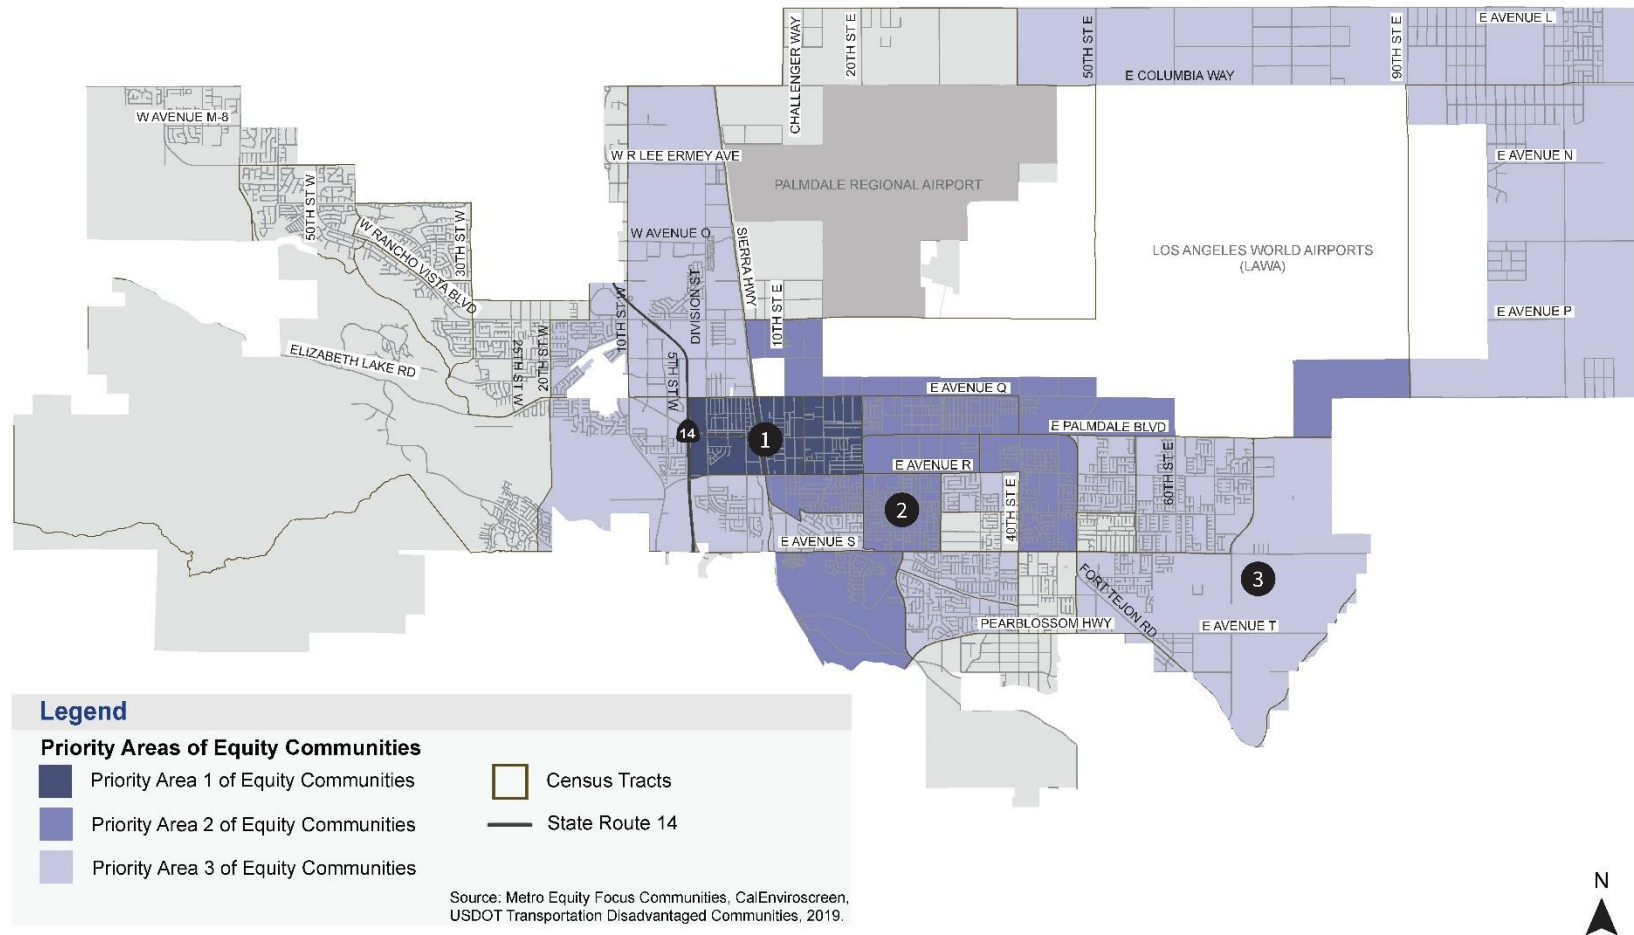 E AVENUE L
CHALLENGER WAY
20TH ST E
50TH ST E
90TH ST E
E COLUMBIA WAY
W AVENUE M-8
W R LEE ERMEY AVE
E AVENUE N
PALMDALE REGIONAL AIRPORT
50TH ST W
W RANCHO VISTA BLVD
30TH ST W
W AVENUE O
SIERRA HWY
LOS ANGELES WORLD AIRPORTS
(LAWA)
DIVISION ST
10TH ST W
10TH ST E
E AVENUE P
ELIZABETH LAKE RD
25TH ST W
20TH ST W
5TH ST W
E AVENUE Q
14
1
E PALMDALE BLVD
E AVENUE R
60TH ST E
40TH ST E
2
E AVENUE S
3
FORT TEJON RD
PEARBLOSSOM HWY
E AVENUE T
Legend
Priority Areas of Equity Communities
Priority Area 1 of Equity Communities
Priority Area 2 of Equity Communities
Priority Area 3 of Equity Communities
Census Tracts
State Route 14
Source: Metro Equity Focus Communities, CalEnviroscreen,
USDOT Transportation Disadvantaged Communities, 2019.
N